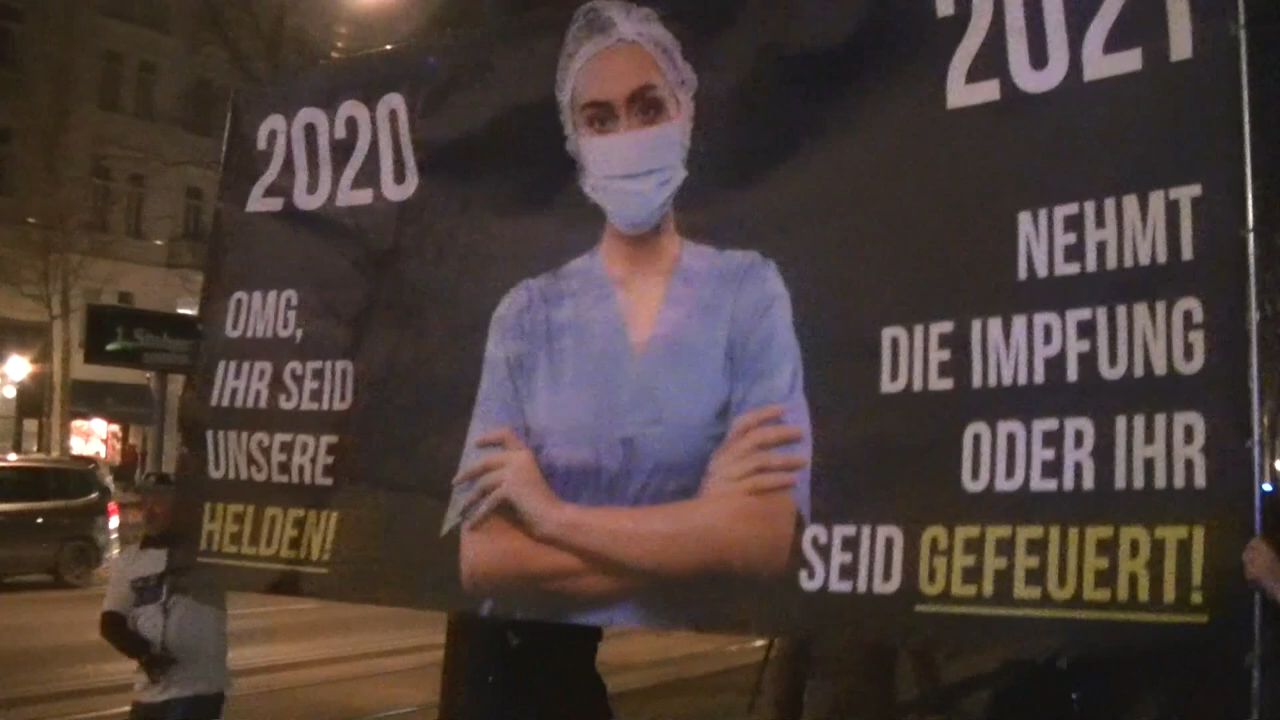 2020
OMG,
IHR SEID
UNSERE
HELDEN!
2021
NEHMT
DIE IMPFUNG
ODER IHR
SEID GEFEUERT!